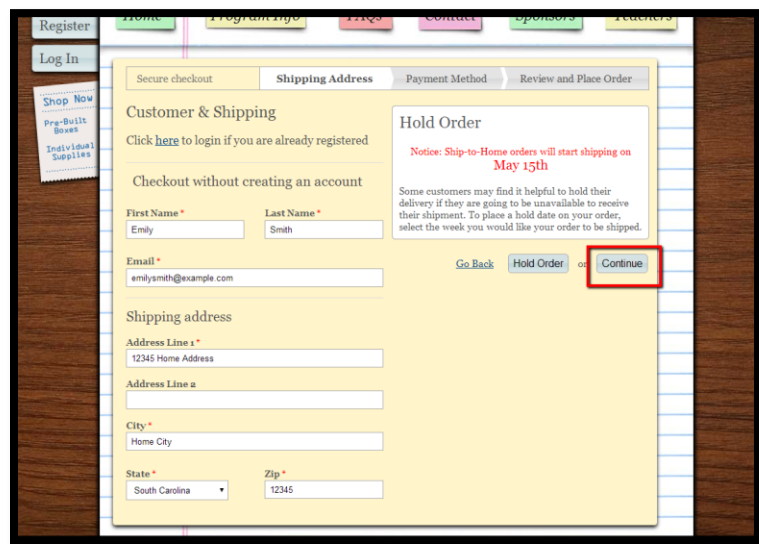 Register
Home
Program Info
FAQs
Contact
Sponsors
Teachers
Log In
Shop Now
Pre-Built
Boxes
Individual
Supplies
Secure checkout
Shipping Address
Payment Method
Review and Place Order
Customer & Shipping
Click here to login if you are already registered
Checkout without creating an account
First Name *
Last Name *
Emily
Smith
Email *
emilysmith@example.com
Shipping address
Address Line 1 *
12345 Home Address
Address Line 2
City *
Home City
State *
Zip *
South Carolina
12345
Hold Order
Notice: Ship-to-Home orders will start shipping on
May 15th
Some customers may find it helpful to hold their
delivery if they are going to be unavailable to receive
their shipment. To place a hold date on your order,
select the week you would like your order to be shipped.
Go Back
Hold Order
or
Continue